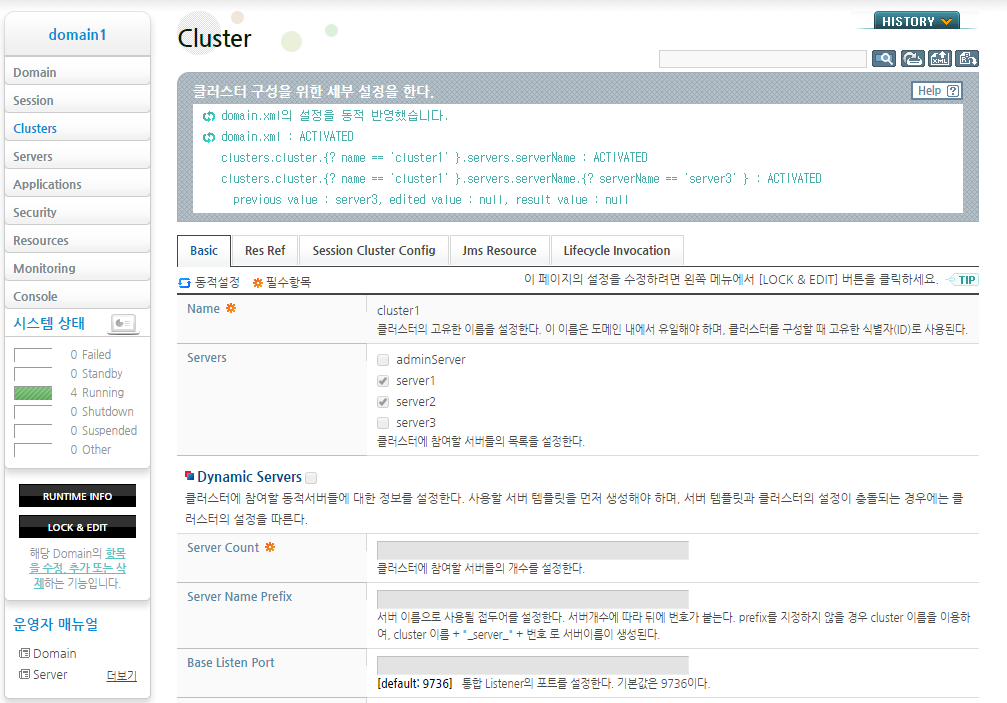 domain1
Domain
Session
Clusters
Servers
Applications
Security
Resources
Monitoring
Console
시스템 상태
0 Failed
0 Standby
4 Running
0 Shutdown
0 Suspended
0 Other
RUNTIME INFO
LOCK & EDIT
해당 Domain의 항목
을 수정, 추가 또는 삭
제하는 기능입니다.
운영자 매뉴얼
Domain
Server 더보기
Cluster
HISTORY
XML
클러스터 구성을 위한 세부 설정을 한다.
Help ?
domain.xml의 설정을 동적 반영했습니다.
domain.xml : ACTIVATED
clusters.cluster.{? name == 'cluster1' }.servers.serverName : ACTIVATED
clusters.cluster.{? name == 'cluster1' }.servers.serverName.{? serverName == 'server3' } : ACTIVATED
previous value : server3, edited value : null, result value : null
Basic Res Ref Session Cluster Config Jms Resource Lifecycle Invocation
동적설정 필수항목 이 페이지의 설정을 수정하려면 왼쪽 메뉴에서 [LOCK & EDIT] 버튼을 클릭하세요. TIP
Name cluster1
클러스터의 고유한 이름을 설정한다. 이 이름은 도메인 내에서 유일해야 하며, 클러스터를 구성할 때 고유한 식별자(ID)로 사용된다.
Servers adminServer
server1
server2
server3
클러스터에 참여할 서버들의 목록을 설정한다.
Dynamic Servers
클러스터에 참여할 동적서버들에 대한 정보를 설정한다. 사용할 서버 템플릿을 먼저 생성해야 하며, 서버 템플릿과 클러스터의 설정이 충돌되는 경우에는 클
러스터의 설정을 따른다.
Server Count
클러스터에 참여할 서버들의 개수를 설정한다.
Server Name Prefix
서버 이름으로 사용될 접두어를 설정한다. 서버개수에 따라 뒤에 번호가 붙는다. prefix를 지정하지 않을 경우 cluster 이름을 이용하
여, cluster 이름 + "_server_" + 번호 로 서버이름이 생성된다.
Base Listen Port
[default: 9736] 통합 Listener의 포트를 설정한다. 기본값은 9736이다.